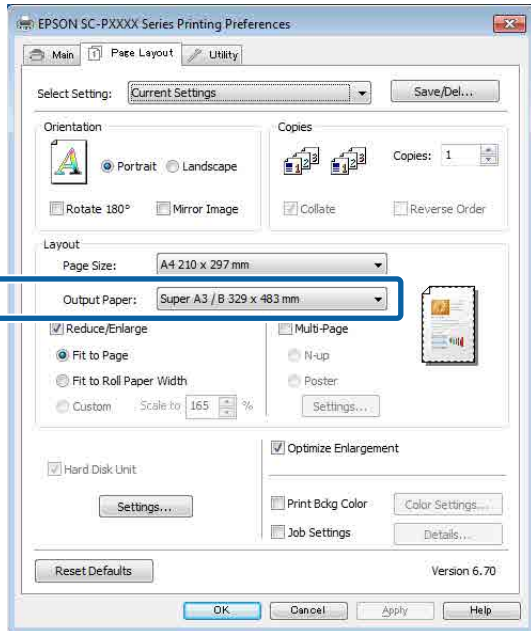 EPSON SC-PXXXX Series Printing Preferences
Main Page Layout Utility
Select Setting: Current Settings Save/Del...
Orientation Copies
Portrait Landscape Copies: 1
Rotate 180° Mirror Image Collate Reverse Order
Layout
Page Size: A4 210 x 297 mm
Output Paper: Super A3 / B 329 x 483 mm
Reduce/Enlarge Multi-Page
Fit to Page N-up
Fit to Roll Paper Width Poster
Custom Scale to 165 % Settings...
Optimize Enlargement
Hard Disk Unit
Settings... Print Bckg Color Color Settings...
Job Settings Details...
Reset Defaults Version 6.70
OK Cancel Apply Help